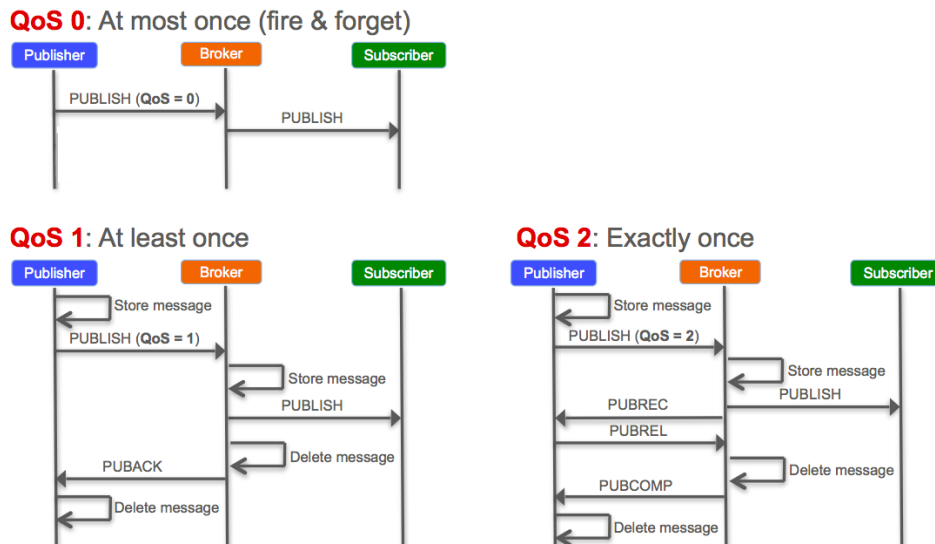 QoS 0: At most once (fire & forget)
Publisher
Broker
Subscriber
PUBLISH (QoS = 0)
PUBLISH
QoS 1: At least once
Publisher
Broker
Subscriber
Store message
PUBLISH (QoS = 1)
Store message
PUBLISH
Delete message
PUBACK
Delete message
QoS 2: Exactly once
Publisher
Broker
Subscriber
Store message
PUBLISH (QoS = 2)
Store message
PUBLISH
PUBREC
PUBREL
Delete message
PUBCOMP
Delete message